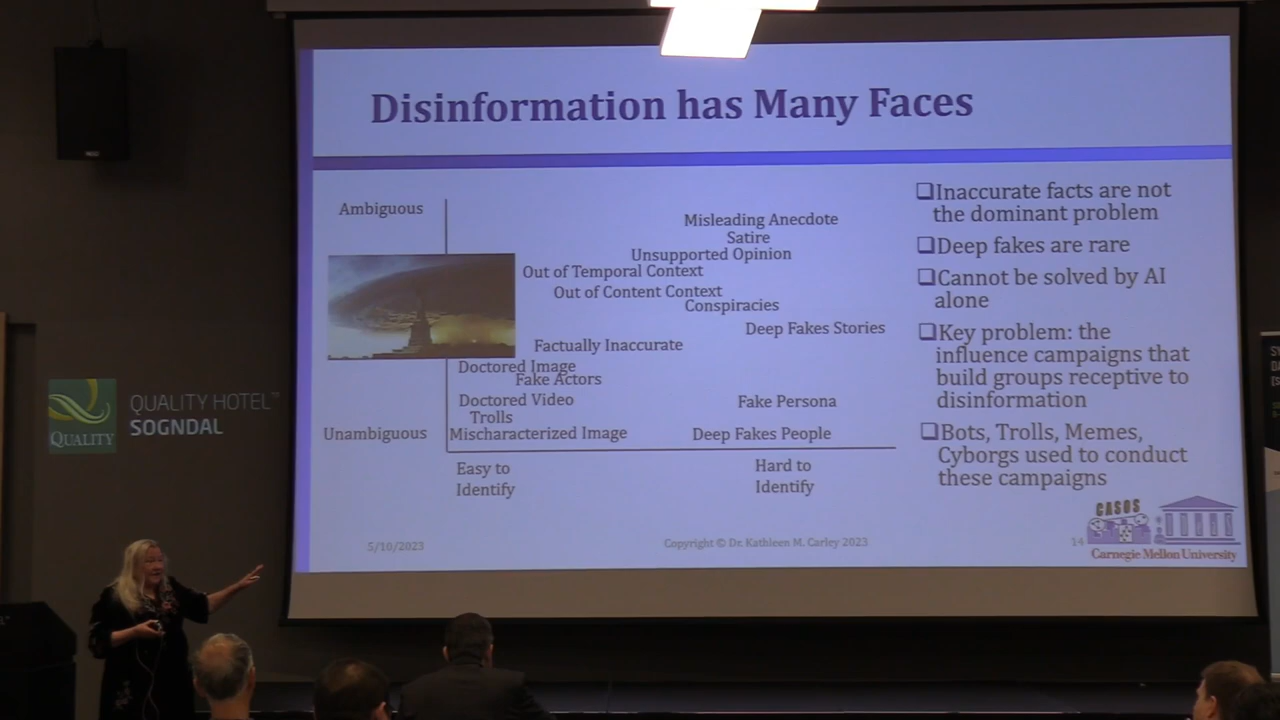 Disinformation has Many Faces
Ambiguous
Misleading Anecdote
Satire
Unsupported Opinion
Out of Temporal Context
Out of Content Context
Conspiracies
Deep Fakes Stories
Factually Inaccurate
Doctored Image
Fake Actors
Doctored Video
Fake Persona
Trolls
Unambiguous
Mischaracterized Image
Deep Fakes People
Easy to
Identify
Hard to
Identify
Inaccurate facts are not
the dominant problem
Deep fakes are rare
Cannot be solved by AI
alone
Key problem: the
influence campaigns that
build groups receptive to
disinformation
Bots, Trolls, Memes,
Cyborgs used to conduct
these campaigns
5/10/2023
Copyright © Dr. Kathleen M. Carley 2023
14
CASOS
Carnegie Mellon University
QUALITY
QUALITY HOTEL™
SOGNDAL